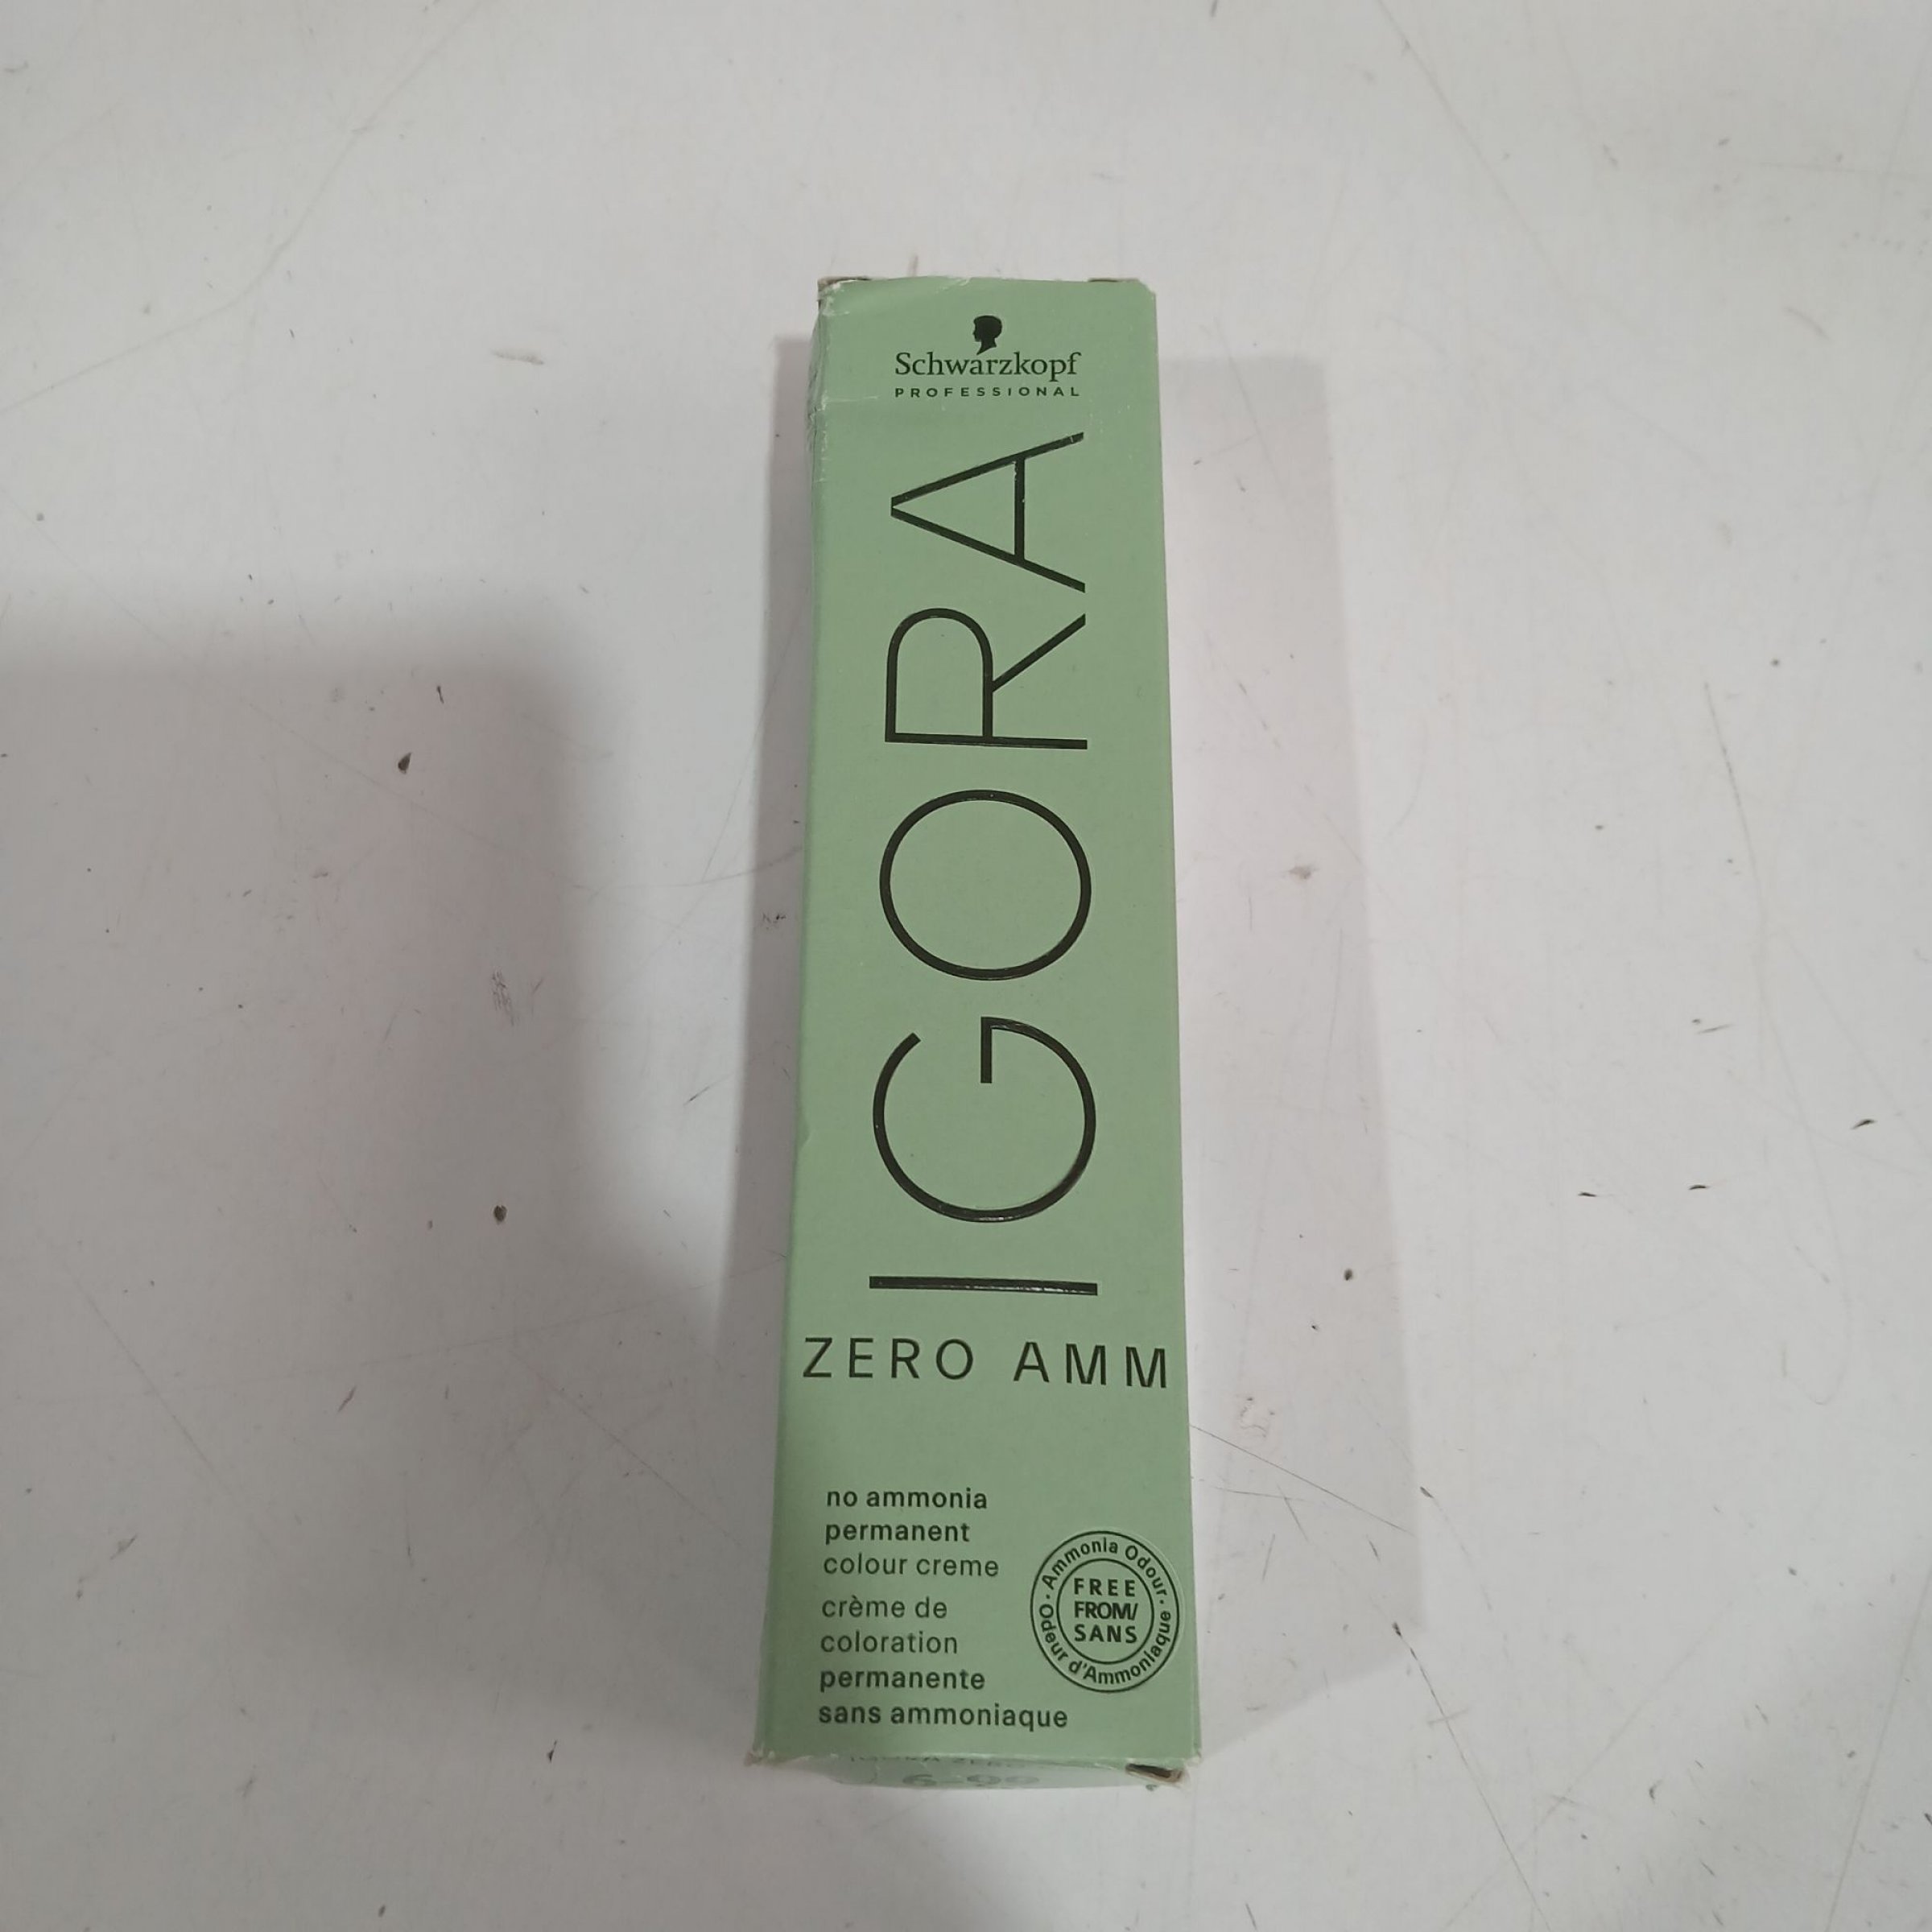 Schwarzkopf
PROFESSIONAL
IGORA
ZERO AMM
no ammonia
permanent
colour creme
crème de
coloration
permanente
sans ammoniaque
· Ammonia Odour ·
FREE
FROM/
SANS
Odeur d'Ammoniaque